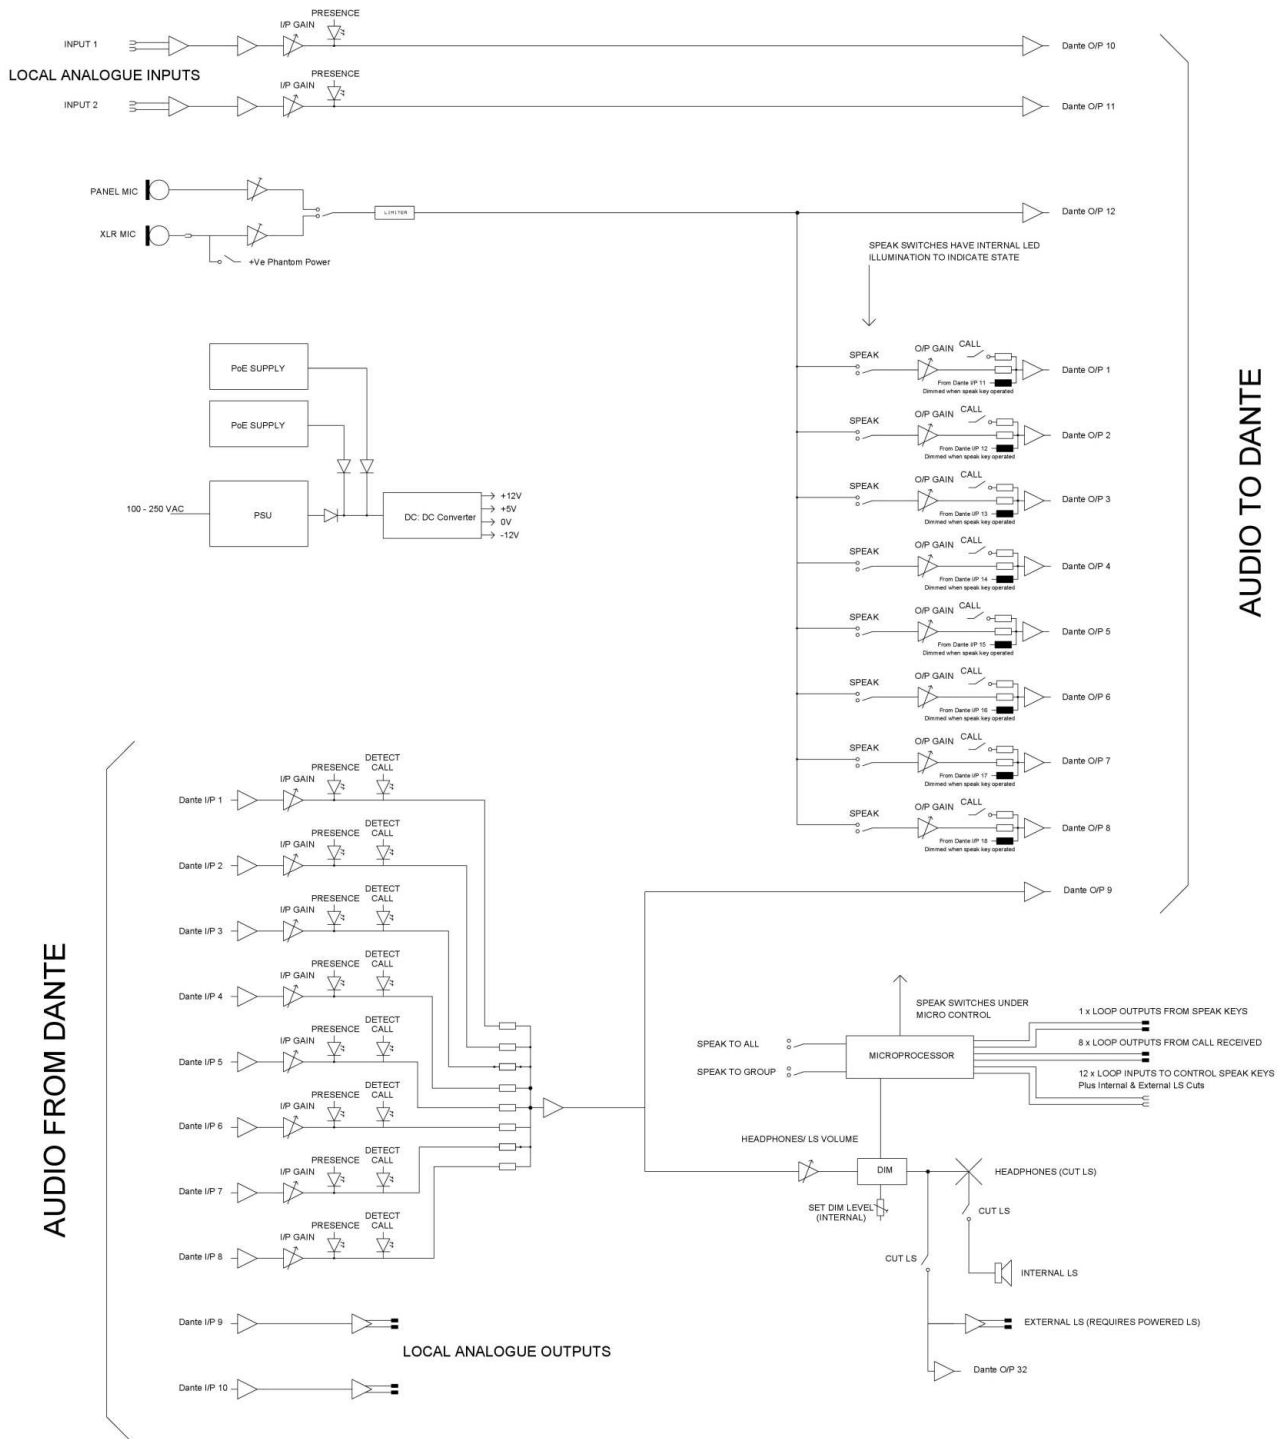 PRESENCE
I/P GAIN
INPUT 1
Dante O/P 10
LOCAL ANALOGUE INPUTS
PRESENCE
I/P GAIN
INPUT 2
Dante O/P 11
PANEL MIC
LIMITER
Dante O/P 12
XLR MIC
+Ve Phantom Power
SPEAK SWITCHES HAVE INTERNAL LED
ILLUMINATION TO INDICATE STATE
PoE SUPPLY
PoE SUPPLY
100 - 250 VAC
PSU
DC: DC Converter
+12V
+5V
0V
-12V
SPEAK
O/P GAIN
CALL
From Dante I/P 11
Dimmed when speak key operated
Dante O/P 1
SPEAK
O/P GAIN
CALL
From Dante I/P 12
Dimmed when speak key operated
Dante O/P 2
SPEAK
O/P GAIN
CALL
From Dante I/P 13
Dimmed when speak key operated
Dante O/P 3
SPEAK
O/P GAIN
CALL
From Dante I/P 14
Dimmed when speak key operated
Dante O/P 4
SPEAK
O/P GAIN
CALL
From Dante I/P 15
Dimmed when speak key operated
Dante O/P 5
SPEAK
O/P GAIN
CALL
From Dante I/P 16
Dimmed when speak key operated
Dante O/P 6
SPEAK
O/P GAIN
CALL
From Dante I/P 17
Dimmed when speak key operated
Dante O/P 7
SPEAK
O/P GAIN
CALL
From Dante I/P 18
Dimmed when speak key operated
Dante O/P 8
Dante O/P 9
AUDIO TO DANTE
AUDIO FROM DANTE
Dante I/P 1
I/P GAIN
PRESENCE
DETECT
CALL
Dante I/P 2
I/P GAIN
PRESENCE
DETECT
CALL
Dante I/P 3
I/P GAIN
PRESENCE
DETECT
CALL
Dante I/P 4
I/P GAIN
PRESENCE
DETECT
CALL
Dante I/P 5
I/P GAIN
PRESENCE
DETECT
CALL
Dante I/P 6
I/P GAIN
PRESENCE
DETECT
CALL
Dante I/P 7
I/P GAIN
PRESENCE
DETECT
CALL
Dante I/P 8
I/P GAIN
PRESENCE
DETECT
CALL
Dante I/P 9
LOCAL ANALOGUE OUTPUTS
Dante I/P 10
SPEAK SWITCHES UNDER
MICRO CONTROL
SPEAK TO ALL
SPEAK TO GROUP
MICROPROCESSOR
1 x LOOP OUTPUTS FROM SPEAK KEYS
8 x LOOP OUTPUTS FROM CALL RECEIVED
12 x LOOP INPUTS TO CONTROL SPEAK KEYS
Plus Internal & External LS Cuts
HEADPHONES/ LS VOLUME
DIM
HEADPHONES (CUT LS)
SET DIM LEVEL
(INTERNAL)
CUT LS
CUT LS
INTERNAL LS
EXTERNAL LS (REQUIRES POWERED LS)
Dante O/P 32